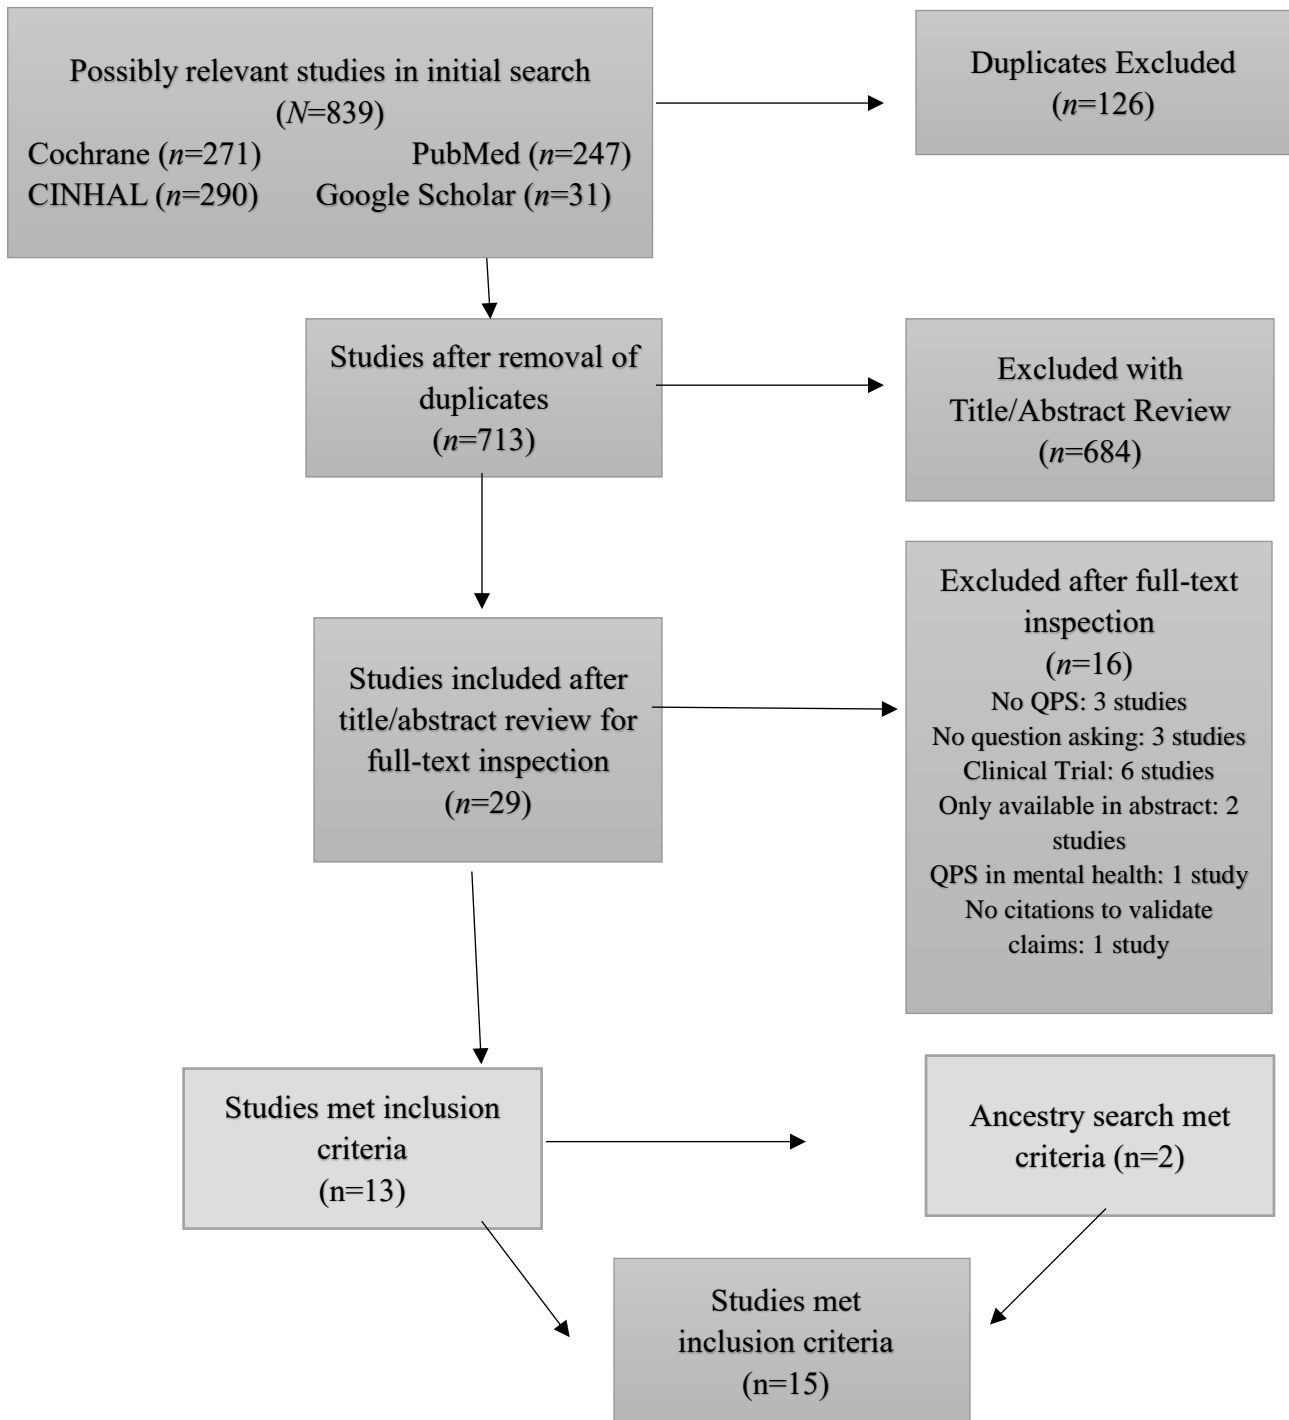 Possibly relevant studies in initial search
(N=839)
Cochrane (n=271) PubMed (n=247)
CINHAL (n=290) Google Scholar (n=31)
Duplicates Excluded
(n=126)
Studies after removal of
duplicates
(n=713)
Excluded with
Title/Abstract Review
(n=684)
Studies included after
title/abstract review for
full-text inspection
(n=29)
Excluded after full-text
inspection
(n=16)
No QPS: 3 studies
No question asking: 3 studies
Clinical Trial: 6 studies
Only available in abstract: 2
studies
QPS in mental health: 1 study
No citations to validate
claims: 1 study
Studies met inclusion
criteria
(n=13)
Ancestry search met
criteria (n=2)
Studies met
inclusion criteria
(n=15)